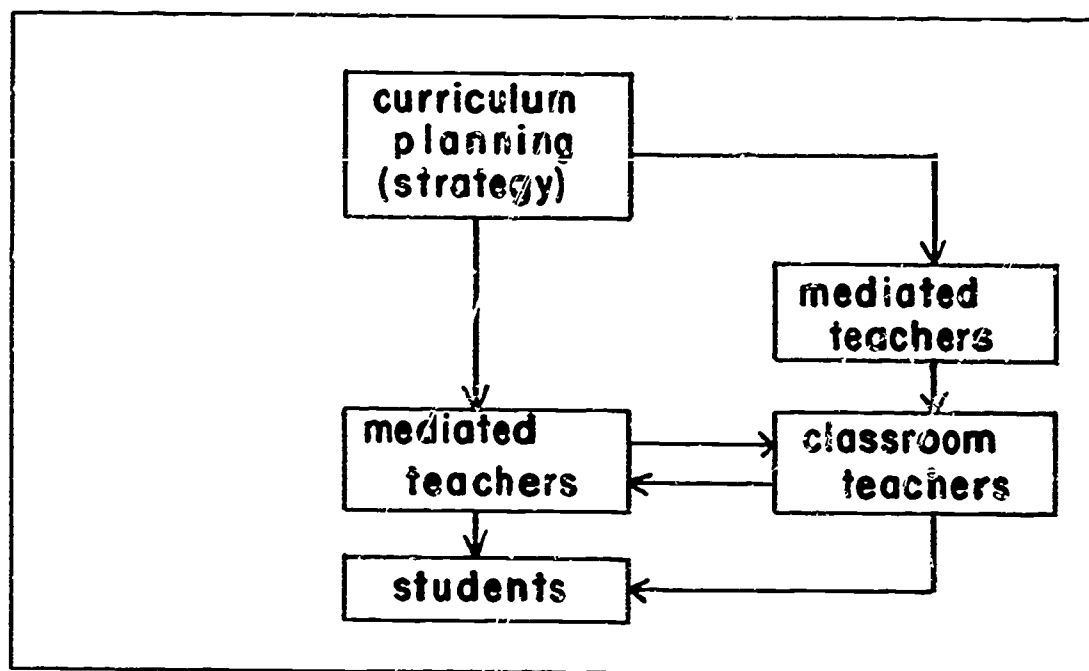 curriculum
planning
(strategy)
mediated
teachers
mediated
teachers
classroom
teachers
students